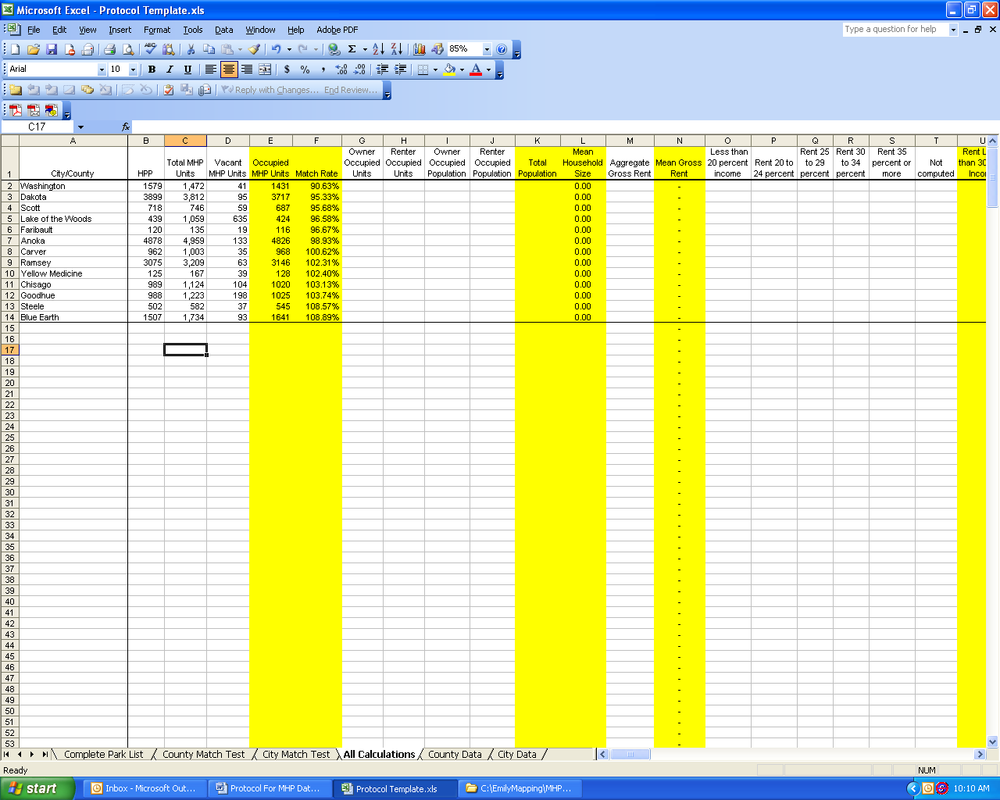 Microsoft Excel - Protocol Template.xls
File Edit View Insert Format Tools Data Window Help Adobe PDF
Type a question for help
85%
Arial 10 B I U $ % ,
Reply with Changes... End Review...
C17 fx
A B C D E F G H I J K L M N O P Q R S T U
1 City/County HPP Total MHP Units Vacant MHP Units Occupied MHP Units Match Rate Owner Occupied Units Renter Occupied Units Owner Occupied Population Renter Occupied Population Total Population Mean Household Size Aggregate Gross Rent Mean Gross Rent Less than 20 percent income Rent 20 to 24 percent Rent 25 to 29 percent Rent 30 to 34 percent Rent 35 percent or more Not computed Rent L than 30 Inco
2 Washington 1579 1,472 41 1431 90.63% 0.00 -
3 Dakota 3899 3,812 95 3717 95.33% 0.00 -
4 Scott 718 746 59 687 95.68% 0.00 -
5 Lake of the Woods 439 1,059 635 424 96.58% 0.00 -
6 Faribault 120 135 19 116 96.67% 0.00 -
7 Anoka 4878 4,959 133 4826 98.93% 0.00 -
8 Carver 962 1,003 35 968 100.62% 0.00 -
9 Ramsey 3075 3,209 63 3146 102.31% 0.00 -
10 Yellow Medicine 125 167 39 128 102.40% 0.00 -
11 Chisago 989 1,124 104 1020 103.13% 0.00 -
12 Goodhue 988 1,223 198 1025 103.74% 0.00 -
13 Steele 502 582 37 545 108.57% 0.00 -
14 Blue Earth 1507 1,734 93 1641 108.89% 0.00 -
15 -
16 -
17 -
18 -
19 -
20 -
21 -
22 -
23 -
24 -
25 -
26 -
27 -
28 -
29 -
30 -
31 -
32 -
33 -
34 -
35 -
36 -
37 -
38 -
39 -
40 -
41 -
42 -
43 -
44 -
45 -
46 -
47 -
48 -
49 -
50 -
51 -
52 -
53 -
Complete Park List County Match Test City Match Test All Calculations County Data City Data
Ready NUM
start Inbox - Microsoft Out... Protocol For MHP Dat... Protocol Template.xls C:\EmilyMapping\MHP... 10:10 AM